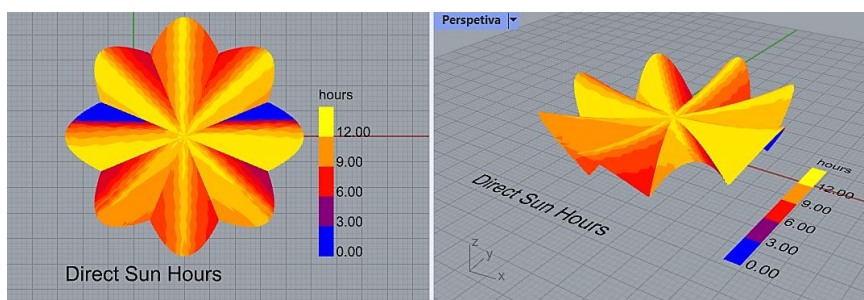 hours
12.00
9.00
6.00
3.00
0.00
Direct Sun Hours
Perspetiva
hours
12.00
9.00
6.00
3.00
0.00
Direct Sun Hours
z
y
x